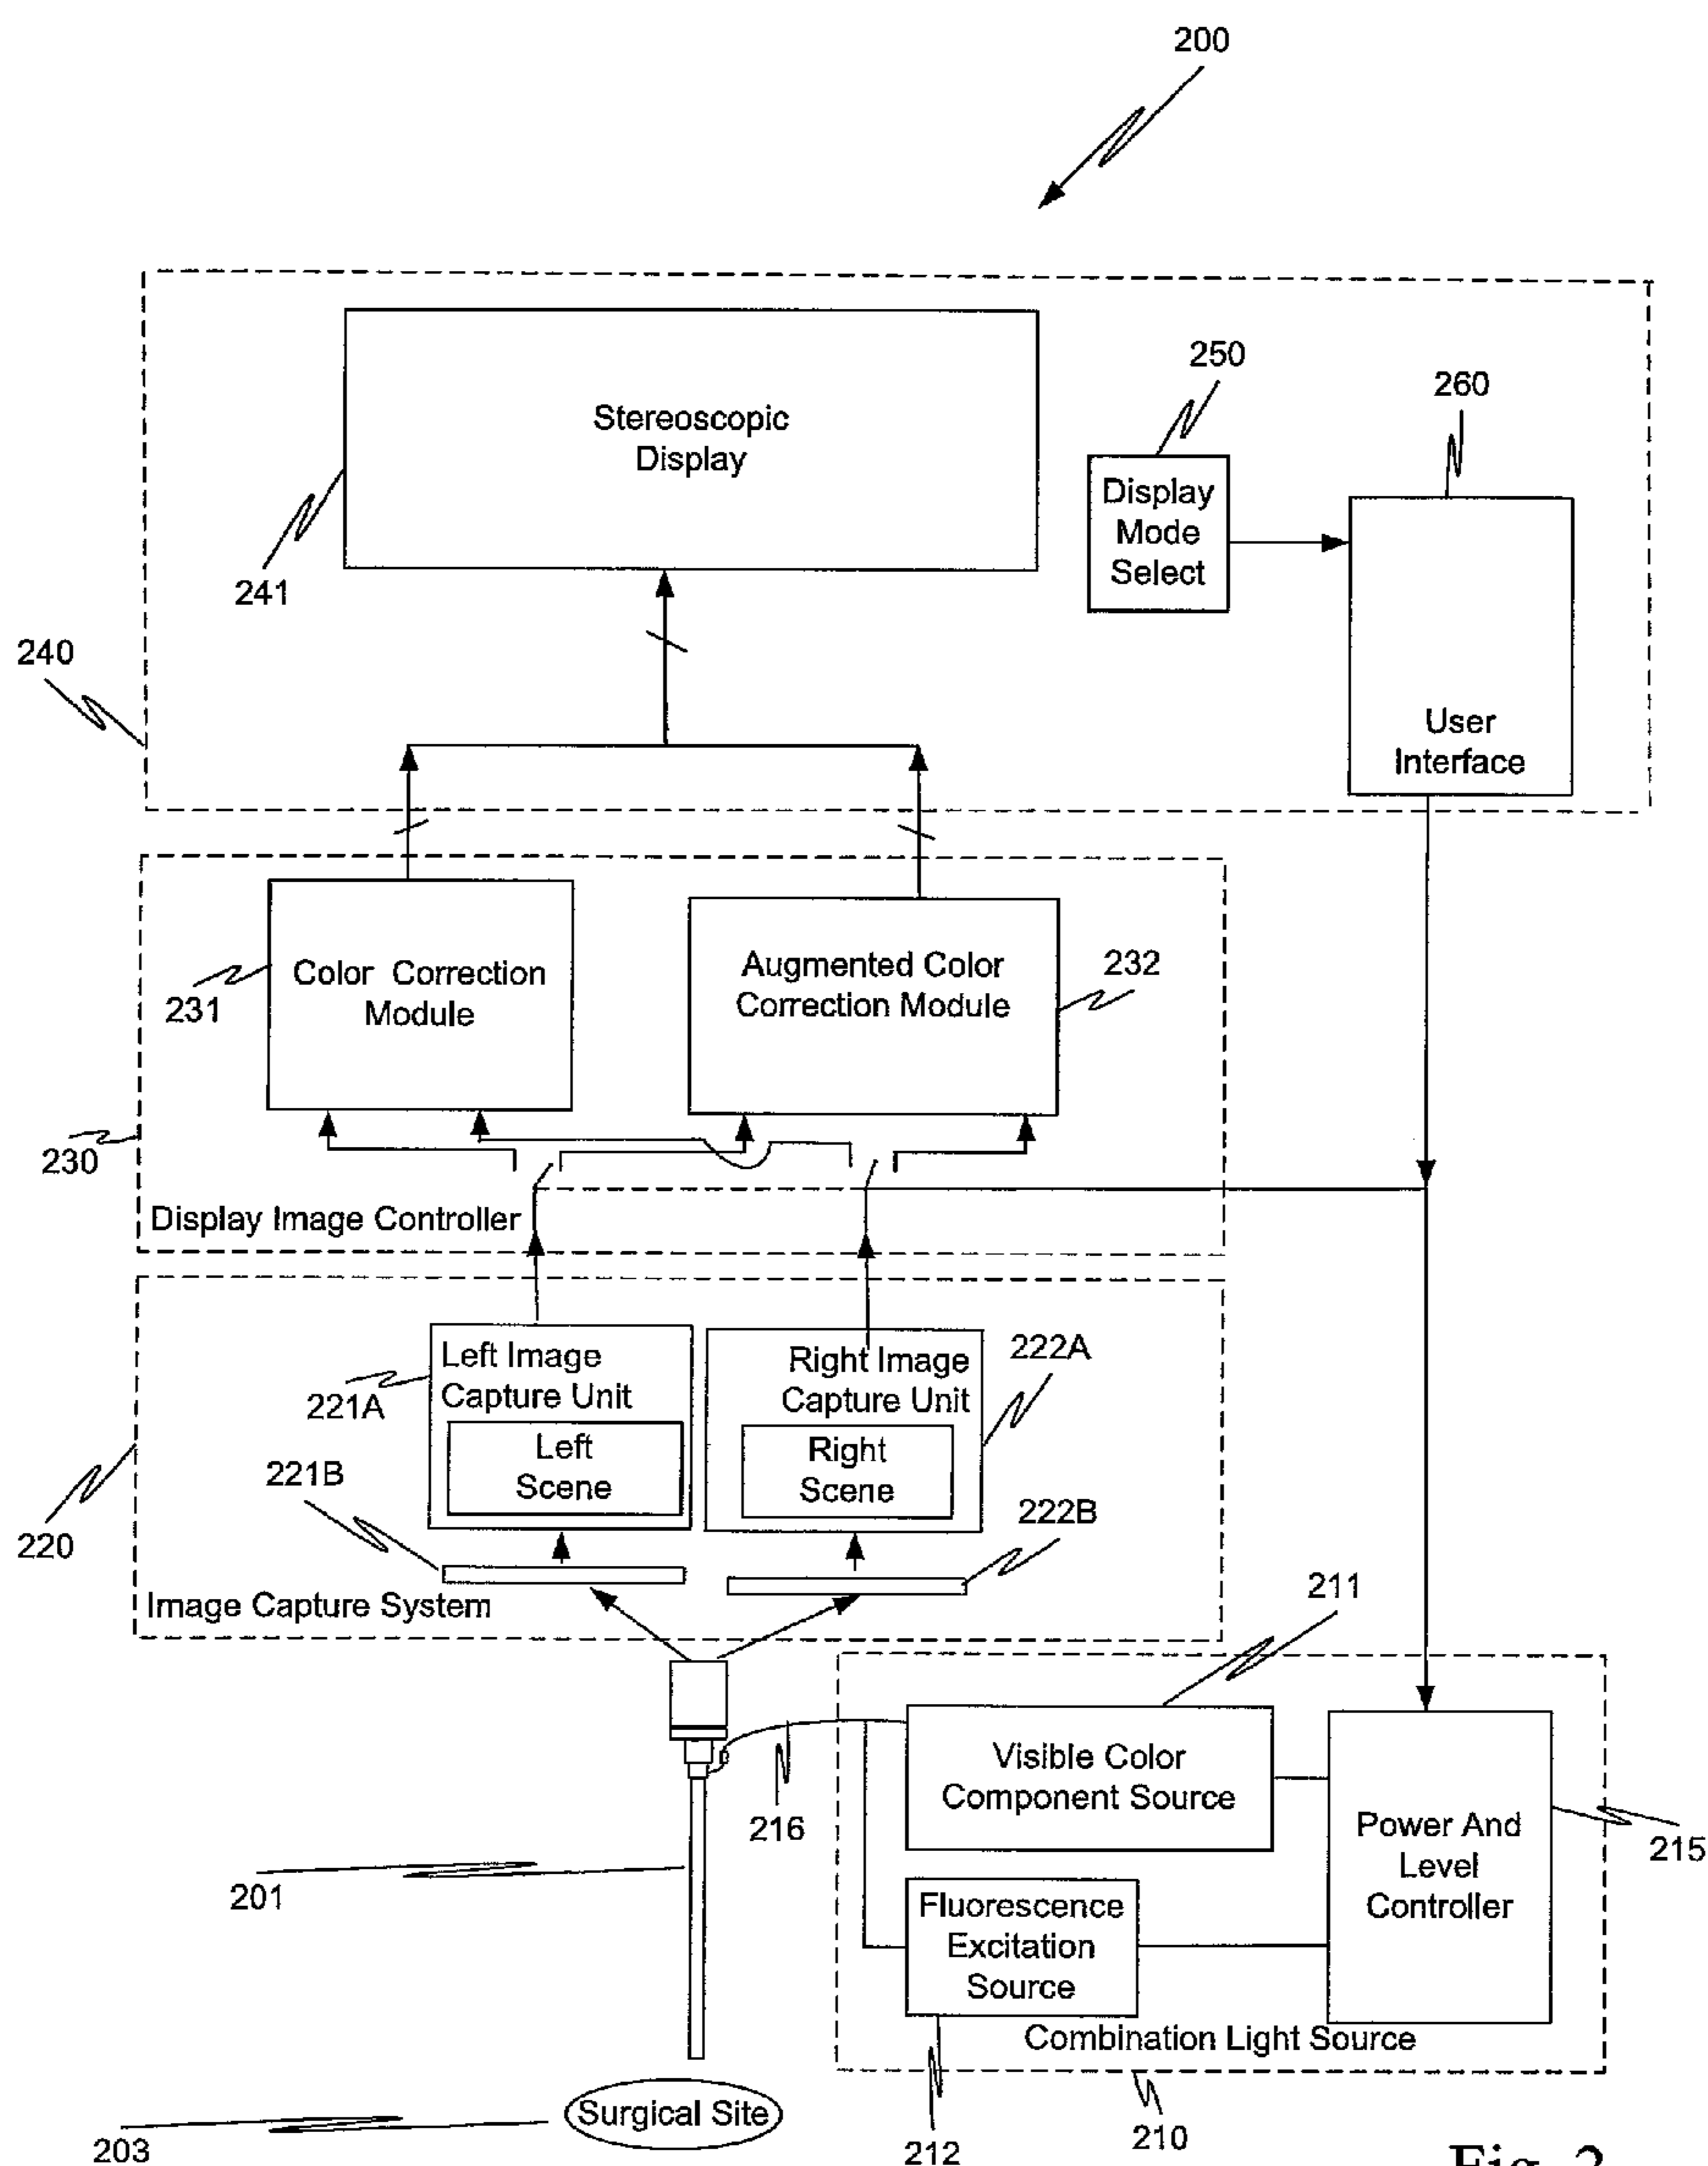 200
Stereoscopic
Display
241
250
Display
Mode
Select
260
User
Interface
240
Color Correction
Module
231
Augmented Color
Correction Module
232
230
Display Image Controller
Left Image
Capture Unit
Left
Scene
221A
Right Image
Capture Unit
Right
Scene
222A
221B
222B
220
Image Capture System
211
Visible Color
Component Source
216
Power And
Level
Controller
215
201
Fluorescence
Excitation
Source
Combination Light Source
Surgical Site
203
212
210
Fig. 2